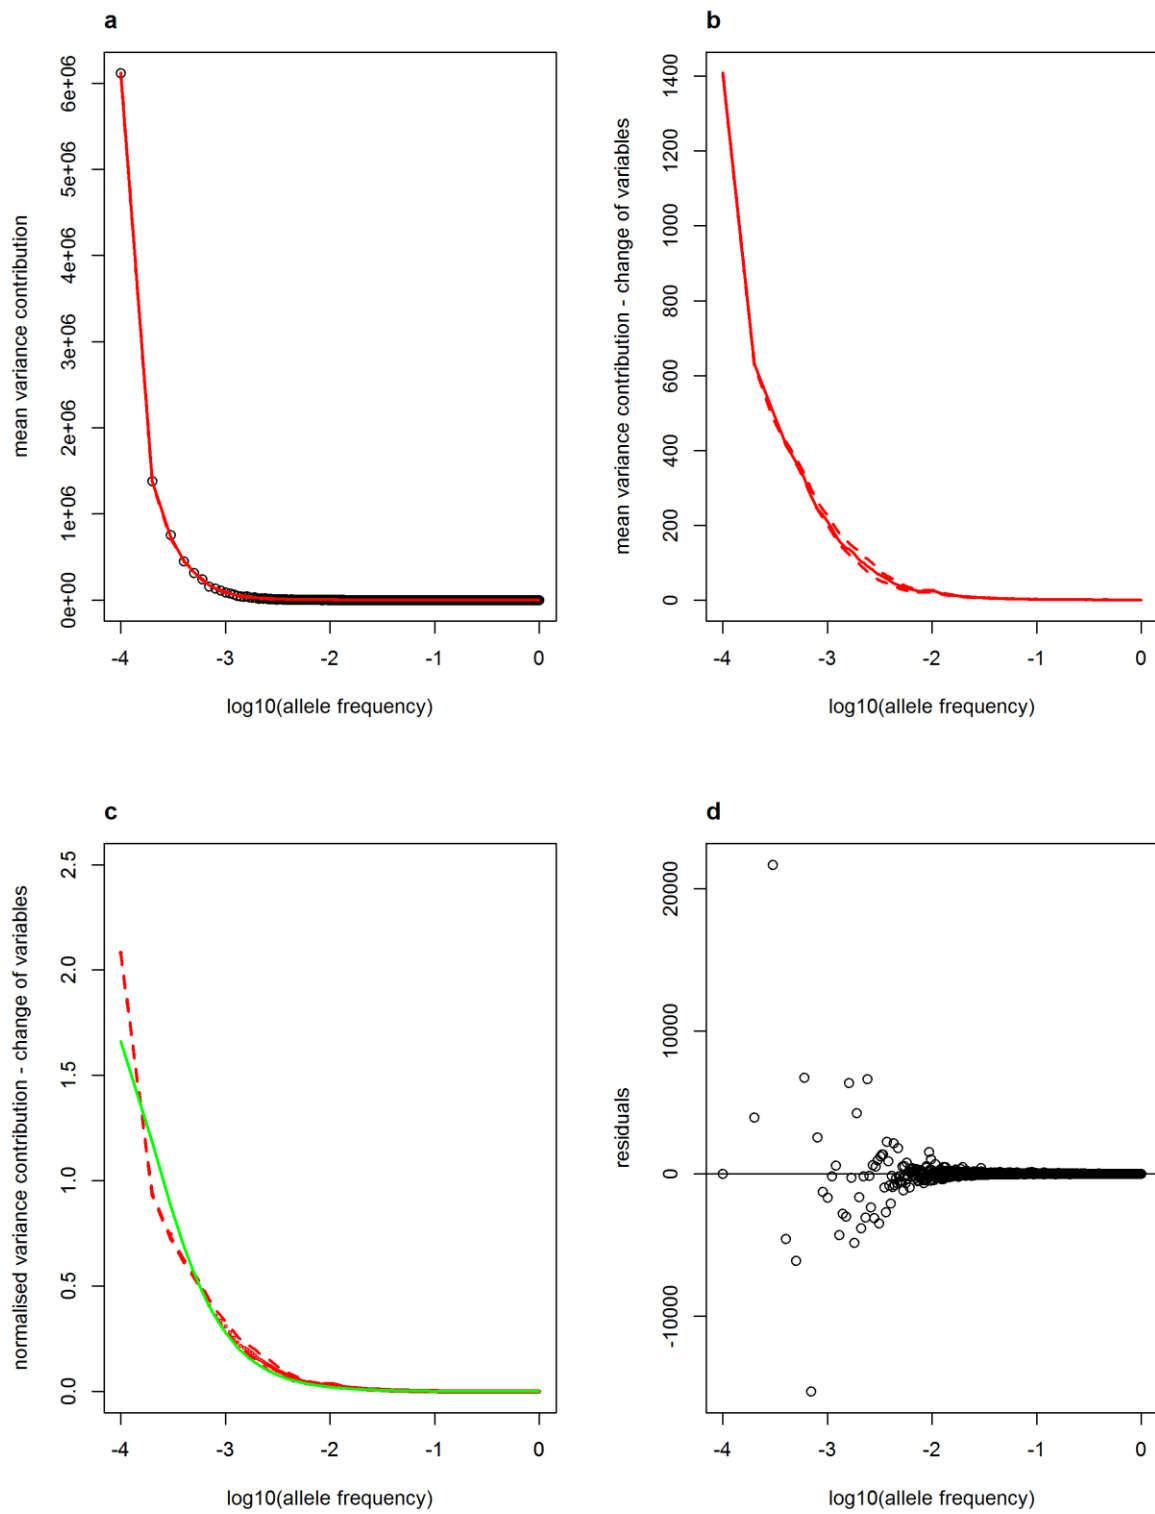 a
mean variance contribution
0e+00 1e+06 2e+06 3e+06 4e+06 5e+06 6e+06
-4 -3 -2 -1 0
log10(allele frequency)
b
mean variance contribution - change of variables
0 200 400 600 800 1000 1200 1400
-4 -3 -2 -1 0
log10(allele frequency)
c
normalised variance contribution - change of variables
0.0 0.5 1.0 1.5 2.0 2.5
-4 -3 -2 -1 0
log10(allele frequency)
d
residuals
-10000 0 10000 20000
-4 -3 -2 -1 0
log10(allele frequency)